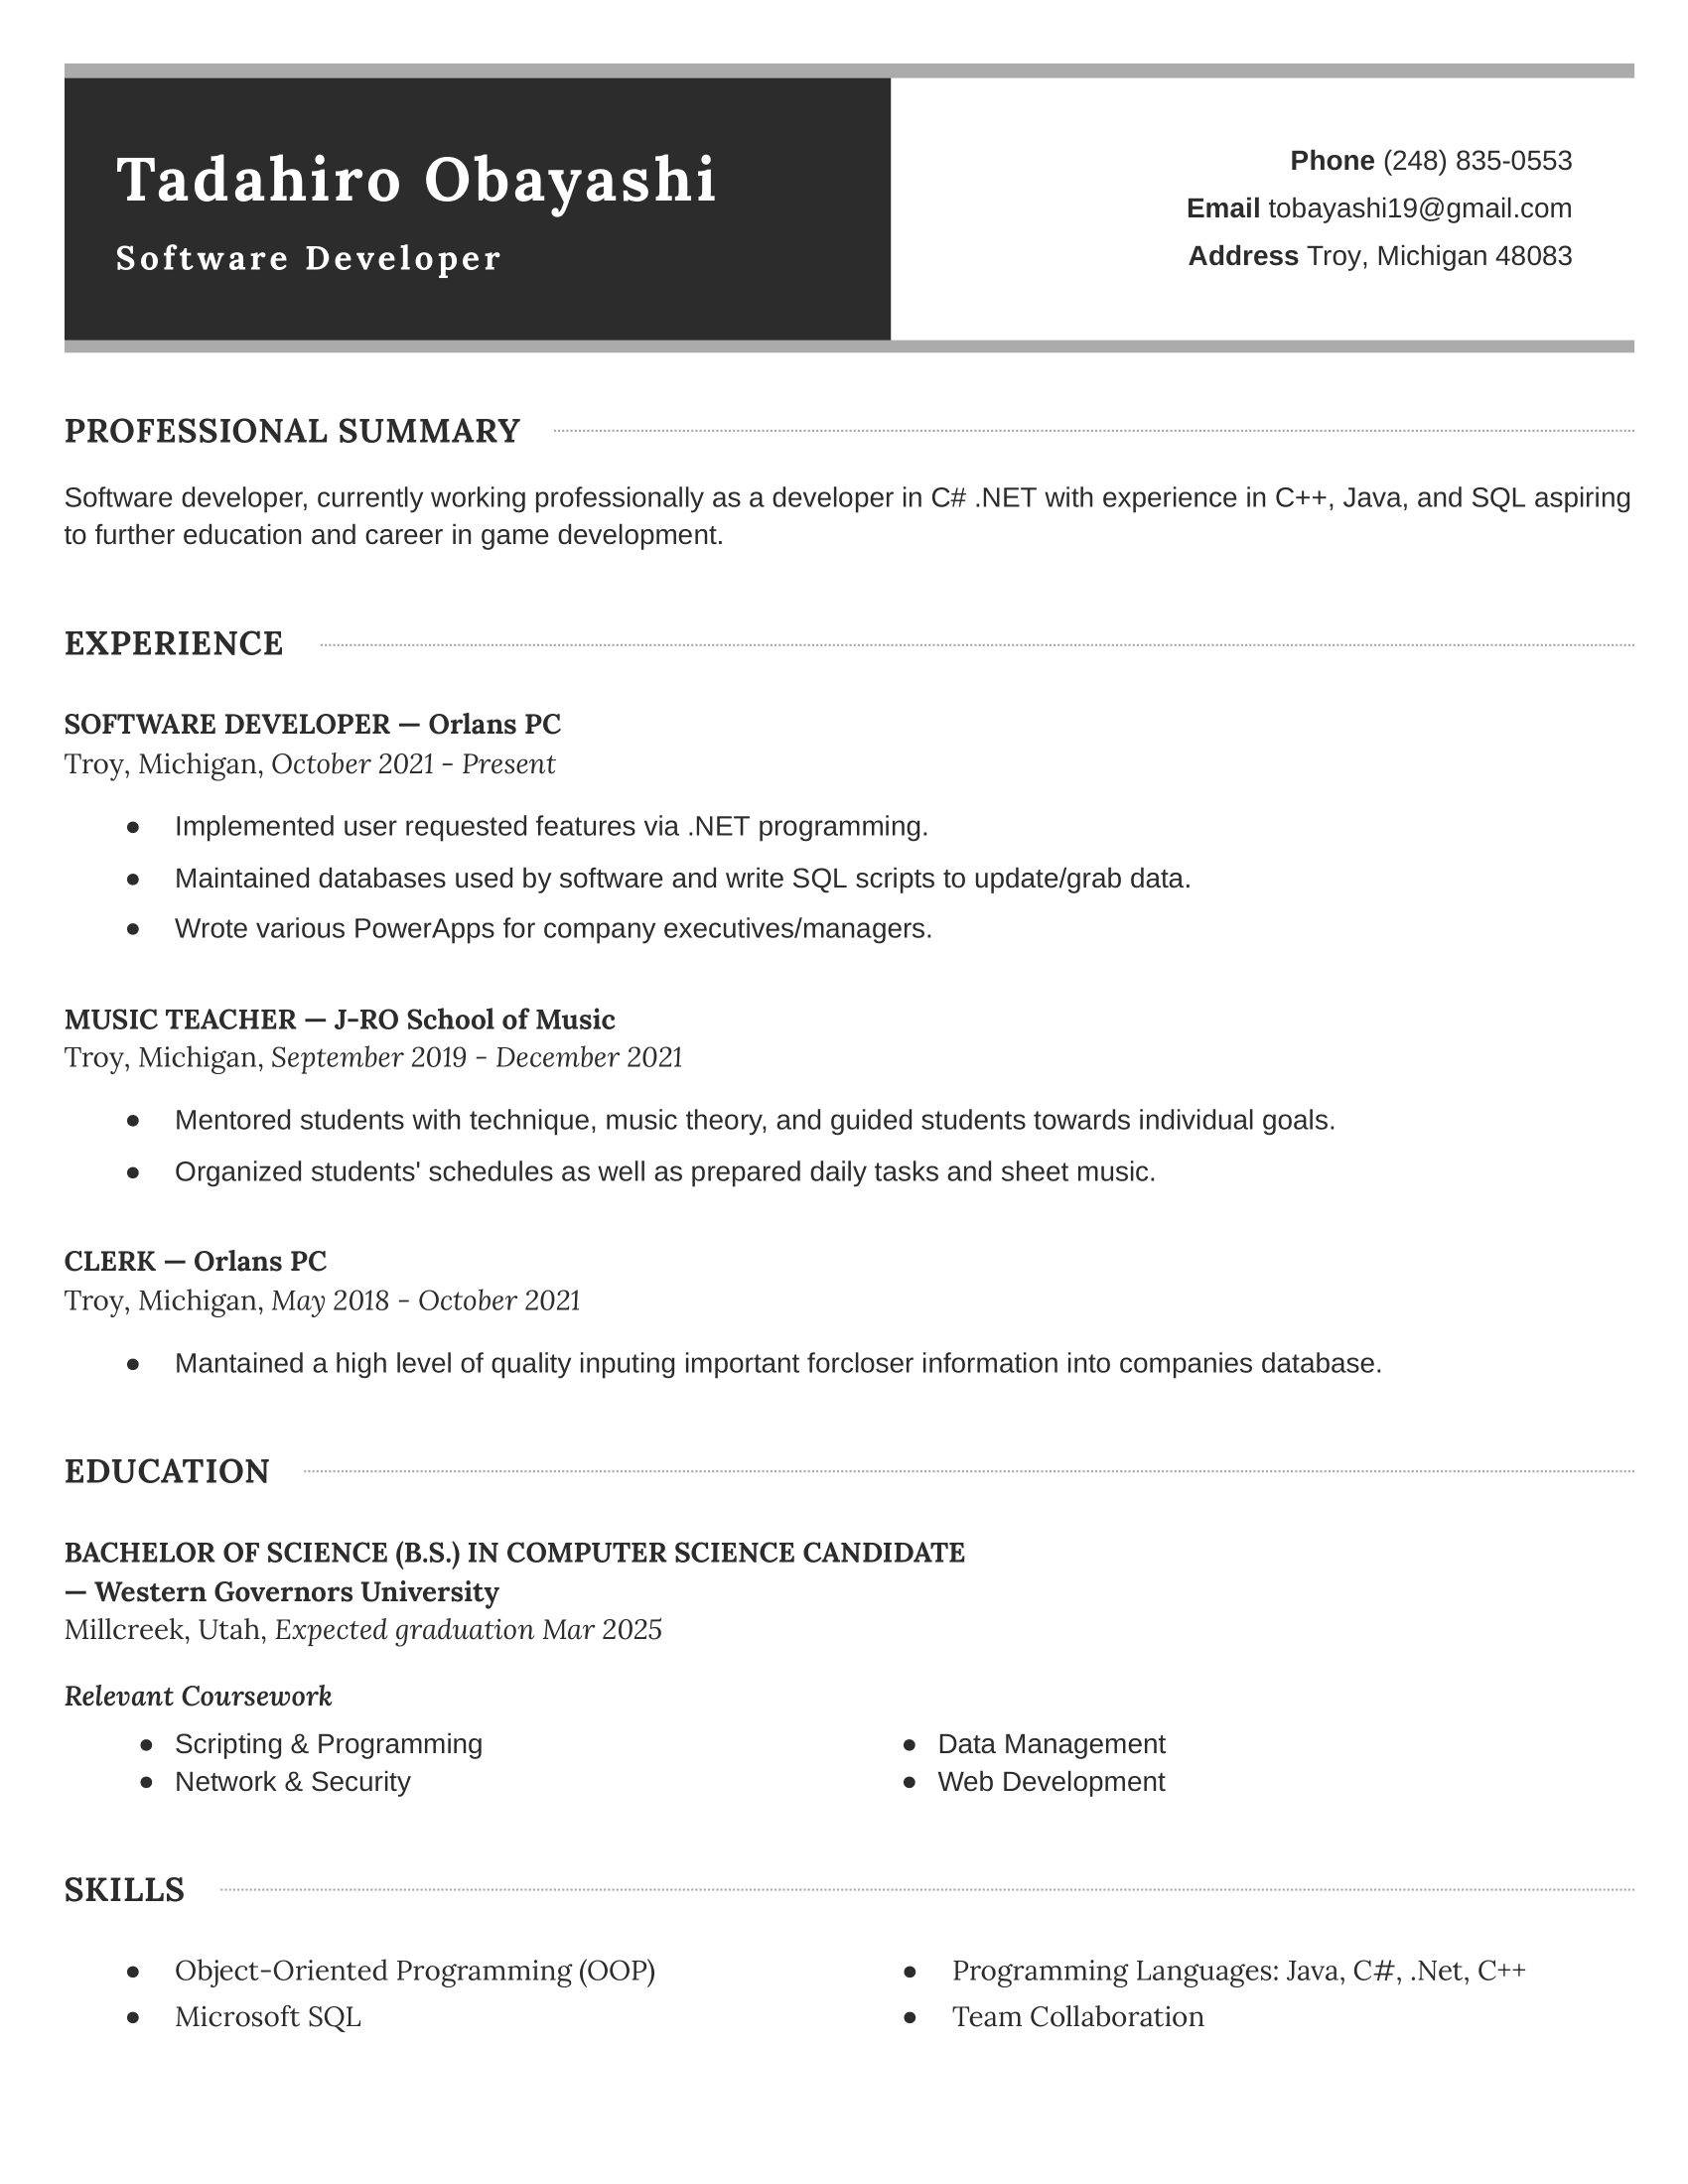 Tadahiro Obayashi
Software Developer
Phone (248) 835-0553
Email tobayashi19@gmail.com
Address Troy, Michigan 48083
PROFESSIONAL SUMMARY
Software developer, currently working professionally as a developer in C# .NET with experience in C++, Java, and SQL aspiring
to further education and career in game development.
EXPERIENCE
SOFTWARE DEVELOPER — Orlans PC
Troy, Michigan, October 2021 - Present
● Implemented user requested features via .NET programming.
● Maintained databases used by software and write SQL scripts to update/grab data.
● Wrote various PowerApps for company executives/managers.
MUSIC TEACHER — J-RO School of Music
Troy, Michigan, September 2019 - December 2021
● Mentored students with technique, music theory, and guided students towards individual goals.
● Organized students' schedules as well as prepared daily tasks and sheet music.
CLERK — Orlans PC
Troy, Michigan, May 2018 - October 2021
● Mantained a high level of quality inputing important forcloser information into companies database.
EDUCATION
BACHELOR OF SCIENCE (B.S.) IN COMPUTER SCIENCE CANDIDATE
— Western Governors University
Millcreek, Utah, Expected graduation Mar 2025
Relevant Coursework
● Scripting & Programming
● Network & Security
● Data Management
● Web Development
SKILLS
● Object-Oriented Programming (OOP)
● Microsoft SQL
● Programming Languages: Java, C#, .Net, C++
● Team Collaboration